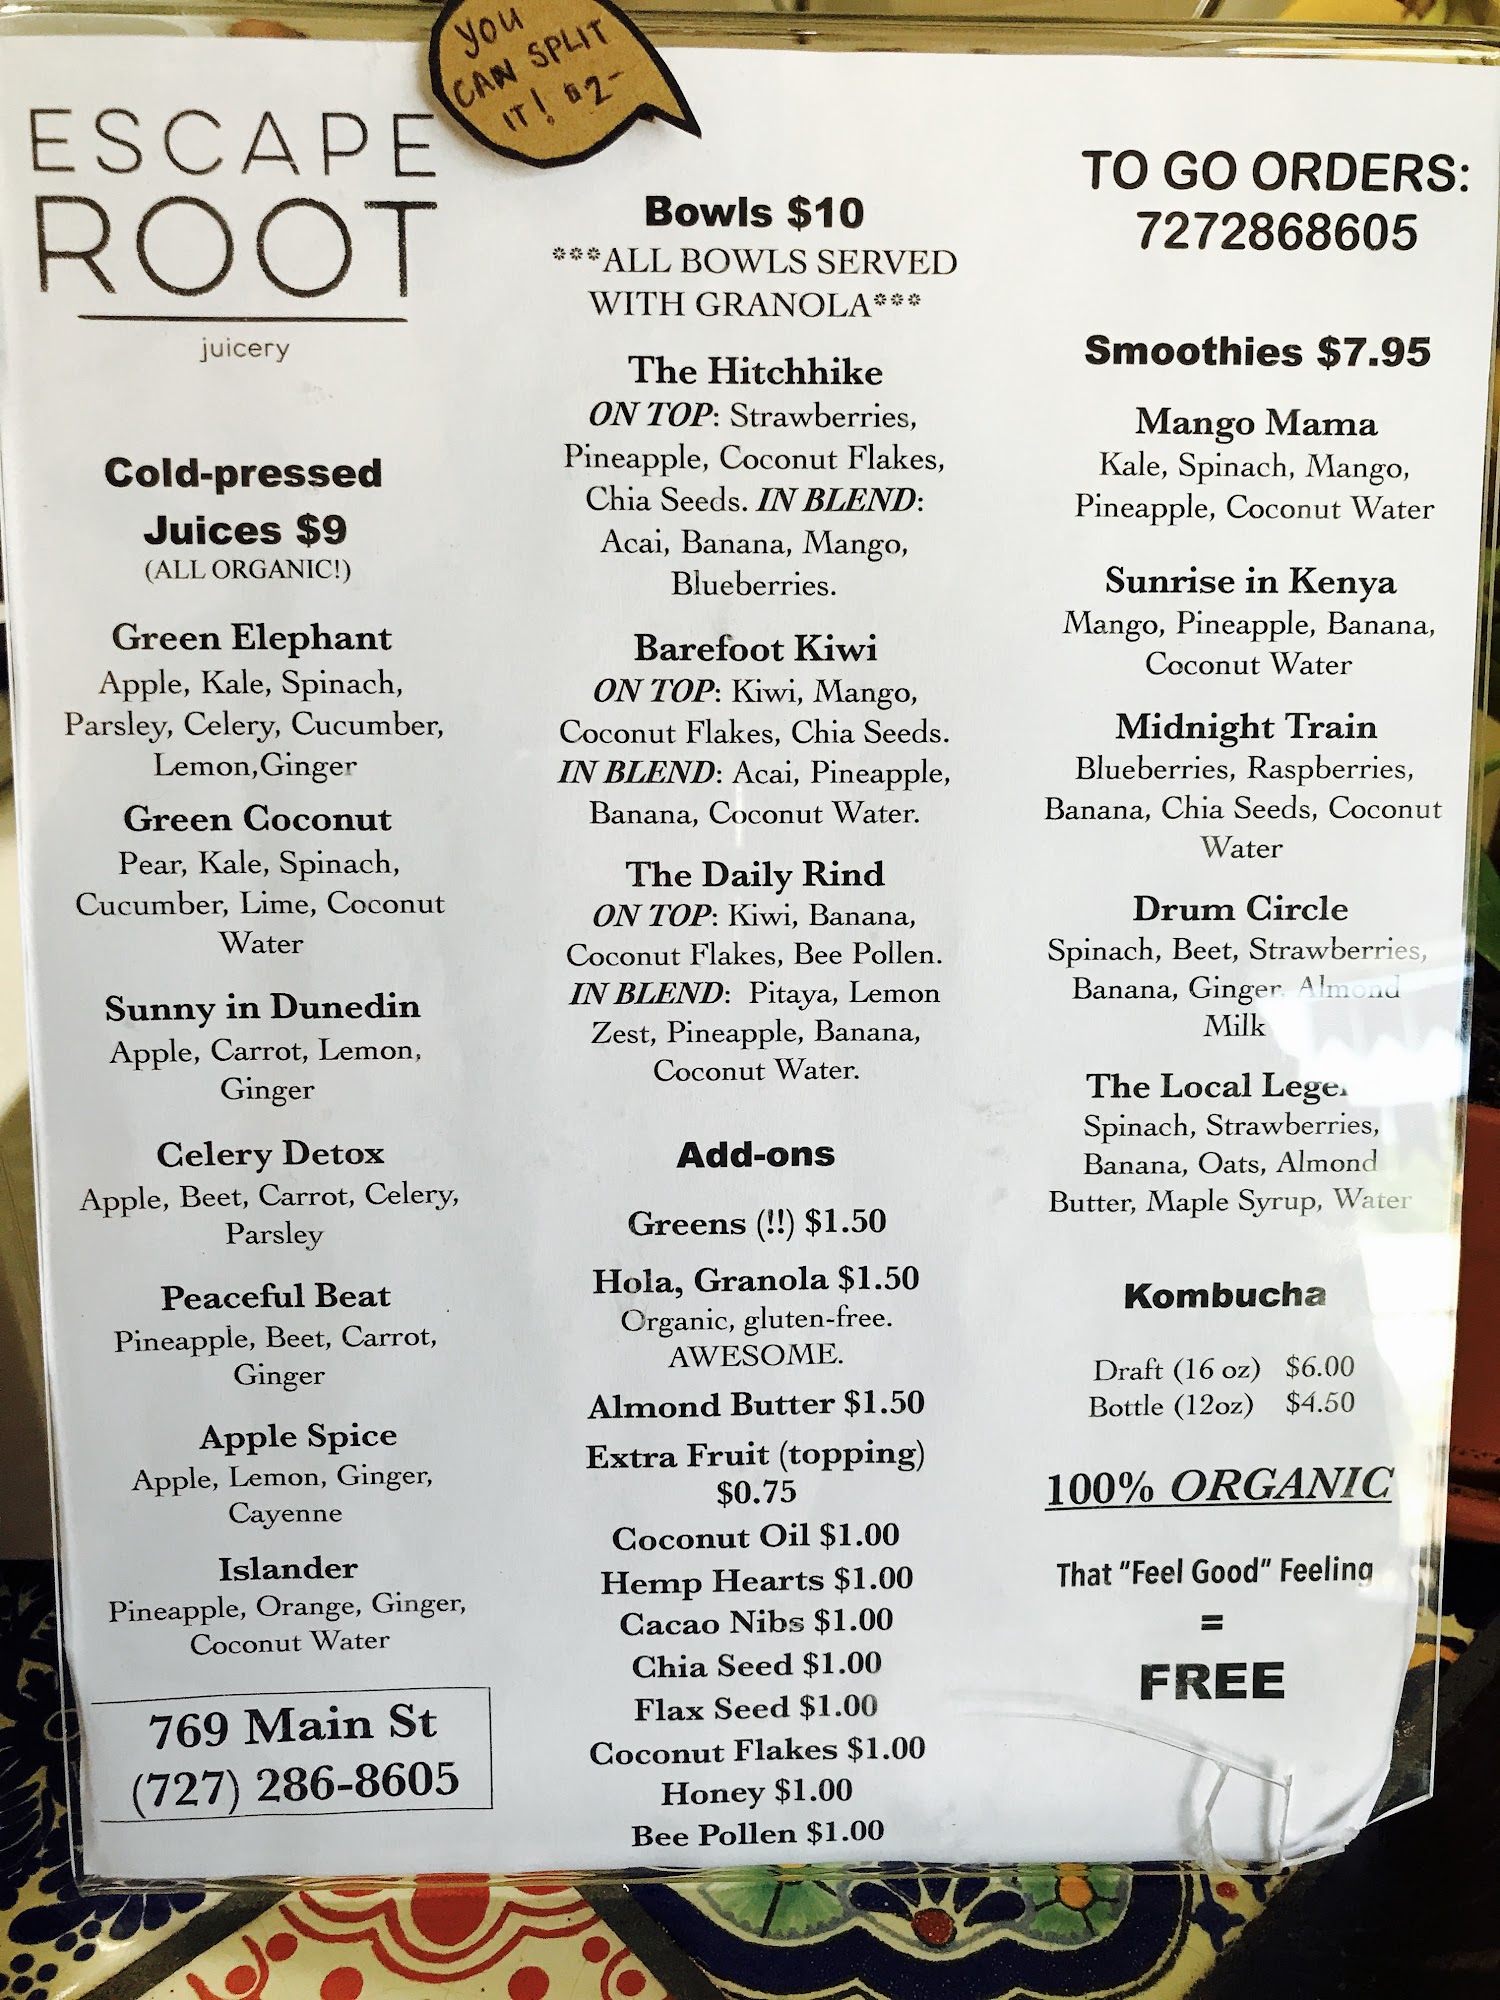 YOU
CAN SPLIT
IT! $2-
ESCAPE
ROOT
juicery
Cold-pressed
Juices $9
(ALL ORGANIC!)
Green Elephant
Apple, Kale, Spinach,
Parsley, Celery, Cucumber,
Lemon,Ginger
Green Coconut
Pear, Kale, Spinach,
Cucumber, Lime, Coconut
Water
Sunny in Dunedin
Apple, Carrot, Lemon,
Ginger
Celery Detox
Apple, Beet, Carrot, Celery,
Parsley
Peaceful Beat
Pineapple, Beet, Carrot,
Ginger
Apple Spice
Apple, Lemon, Ginger,
Cayenne
Islander
Pineapple, Orange, Ginger,
Coconut Water
769 Main St
(727) 286-8605
Bowls $10
***ALL BOWLS SERVED
WITH GRANOLA***
The Hitchhike
ON TOP: Strawberries,
Pineapple, Coconut Flakes,
Chia Seeds. IN BLEND:
Acai, Banana, Mango,
Blueberries.
Barefoot Kiwi
ON TOP: Kiwi, Mango,
Coconut Flakes, Chia Seeds.
IN BLEND: Acai, Pineapple,
Banana, Coconut Water.
The Daily Rind
ON TOP: Kiwi, Banana,
Coconut Flakes, Bee Pollen.
IN BLEND: Pitaya, Lemon
Zest, Pineapple, Banana,
Coconut Water.
Add-ons
Greens (!!) $1.50
Hola, Granola $1.50
Organic, gluten-free.
AWESOME.
Almond Butter $1.50
Extra Fruit (topping)
$0.75
Coconut Oil $1.00
Hemp Hearts $1.00
Cacao Nibs $1.00
Chia Seed $1.00
Flax Seed $1.00
Coconut Flakes $1.00
Honey $1.00
Bee Pollen $1.00
TO GO ORDERS:
7272868605
Smoothies $7.95
Mango Mama
Kale, Spinach, Mango,
Pineapple, Coconut Water
Sunrise in Kenya
Mango, Pineapple, Banana,
Coconut Water
Midnight Train
Blueberries, Raspberries,
Banana, Chia Seeds, Coconut
Water
Drum Circle
Spinach, Beet, Strawberries,
Banana, Ginger, Almond
Milk
The Local
Spinach, Strawberries,
Banana, Oats, Almond
Butter, Maple Syrup, Water
Kombucha
Draft (16 oz) $6.00
Bottle (12oz) $4.50
100% ORGANIC
That "Feel Good" Feeling
=
FREE